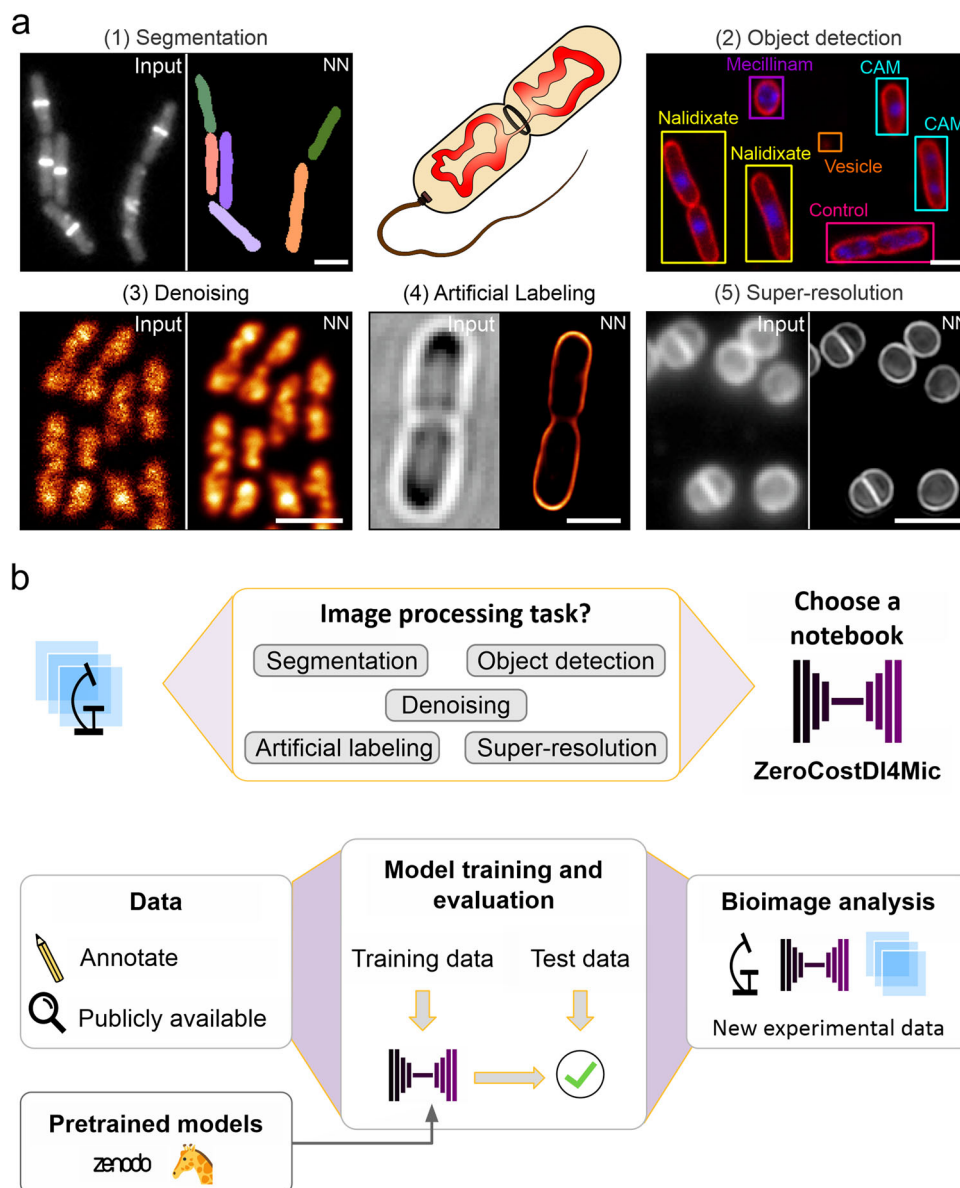 a
(1) Segmentation
Input
NN
(2) Object detection
Mecillinam
CAM
Nalidixate
Nalidixate
Vesicle
CAM
Control
(3) Denoising
Input
NN
(4) Artificial Labeling
Input
NN
(5) Super-resolution
Input
NN
b
Image processing task?
Segmentation
Object detection
Denoising
Artificial labeling
Super-resolution
Choose a
notebook
ZeroCostDl4Mic
Data
Annotate
Publicly available
Model training and
evaluation
Training data
Test data
Bioimage analysis
New experimental data
Pretrained models
zenodo